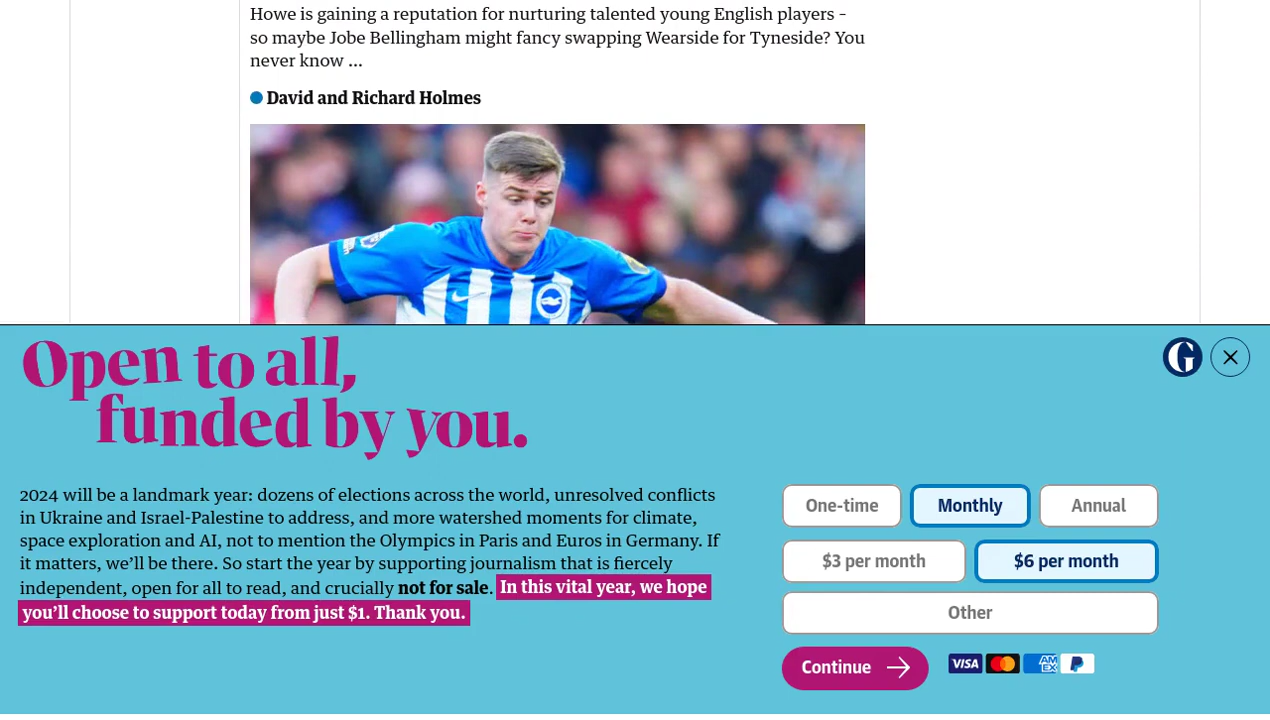 Howe is gaining a reputation for nurturing talented young English players –
so maybe Jobe Bellingham might fancy swapping Wearside for Tyneside? You
never know …
David and Richard Holmes
Open to all,
funded by you.
G
2024 will be a landmark year: dozens of elections across the world, unresolved conflicts
in Ukraine and Israel-Palestine to address, and more watershed moments for climate,
space exploration and AI, not to mention the Olympics in Paris and Euros in Germany. If
it matters, we’ll be there. So start the year by supporting journalism that is fiercely
independent, open for all to read, and crucially not for sale. In this vital year, we hope
you’ll choose to support today from just $1. Thank you.
One-time Monthly Annual
$3 per month $6 per month
Other
Continue VISA AMEX